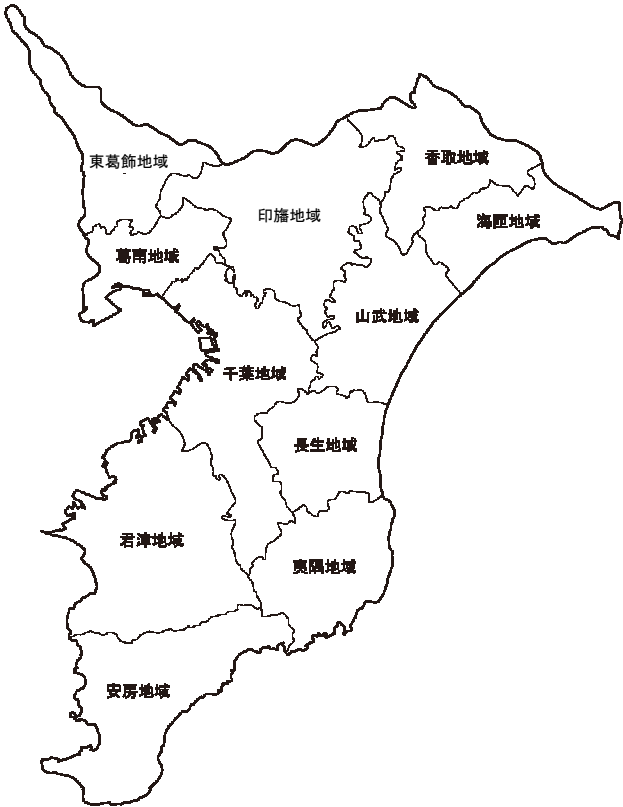 東葛飾地域
香取地域
印旛地域
海匝地域
葛南地域
山武地域
千葉地域
長生地域
君津地域
夷隅地域
安房地域